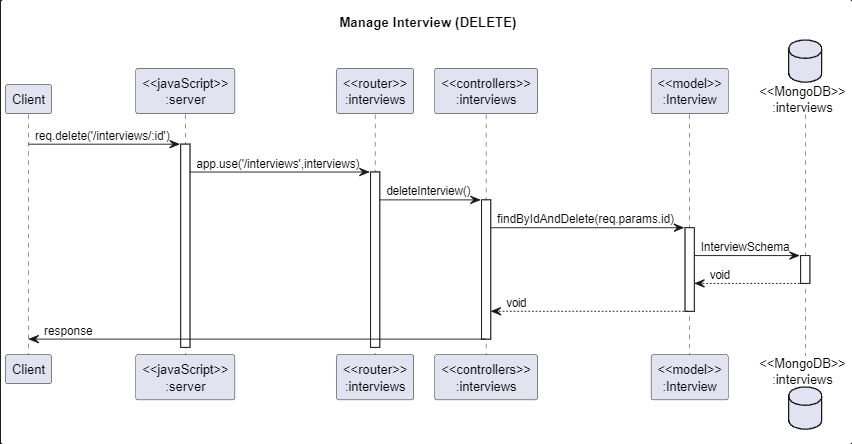 Manage Interview (DELETE)
Client
<<javaScript>>
:server
<<router>>
:interviews
<<controllers>>
:interviews
<<model>>
:Interview
<<MongoDB>>
:interviews
req.delete('/interviews/:id')
app.use('/interviews',interviews)
deleteInterview()
findByIdAndDelete(req.params.id)
InterviewSchema
void
void
response
Client
<<javaScript>>
:server
<<router>>
:interviews
<<controllers>>
:interviews
<<model>>
:Interview
<<MongoDB>>
:interviews